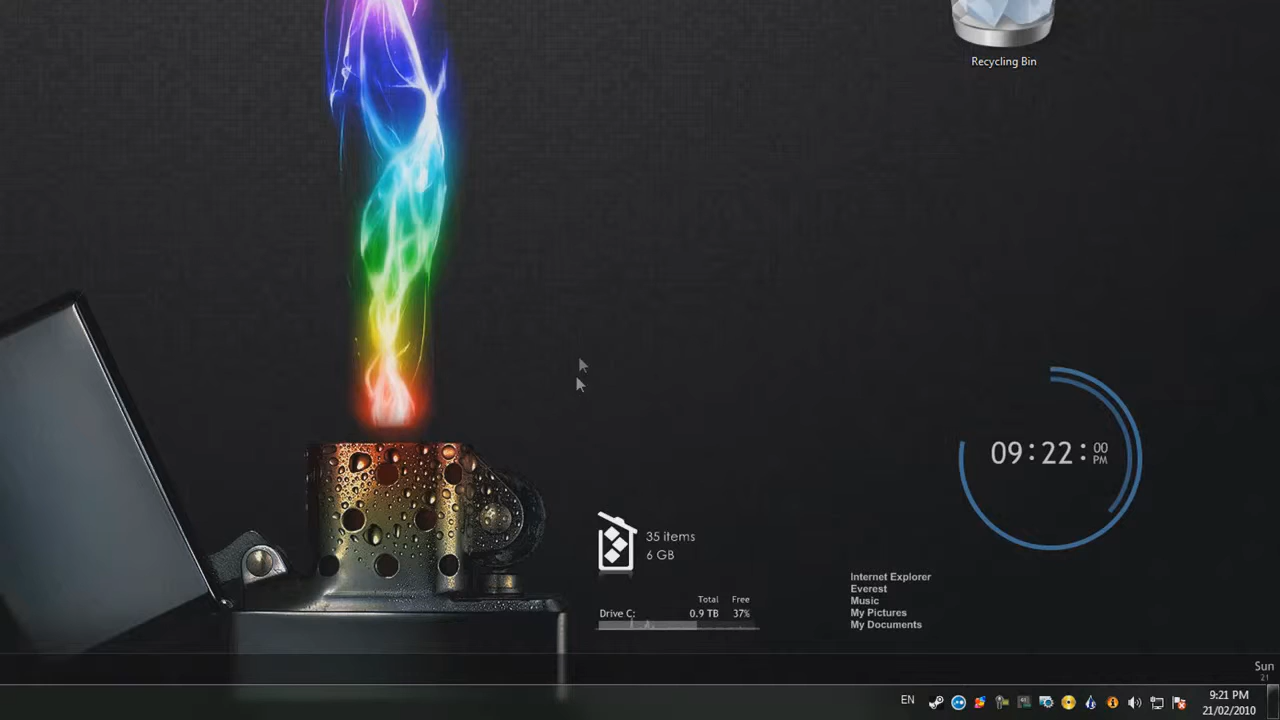 Recycling Bin
09:22:00 PM
35 items
6 GB
Total Free
Drive C: 0.9 TB 37%
Internet Explorer
Everest
Music
My Pictures
My Documents
Sun
21
EN
9:21 PM
21/02/2010